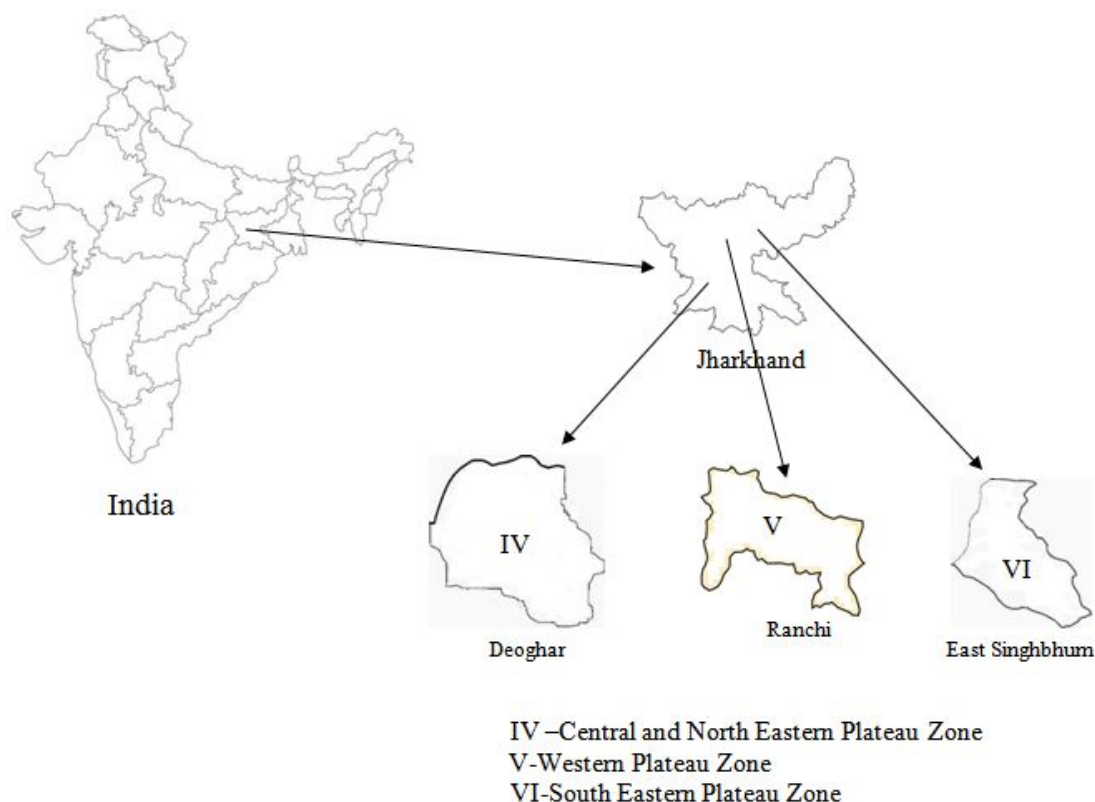 Jharkhand
India
IV
V
VI
Deoghar
Ranchi
East Singhbhum
IV –Central and North Eastern Plateau Zone
V-Western Plateau Zone
VI-South Eastern Plateau Zone